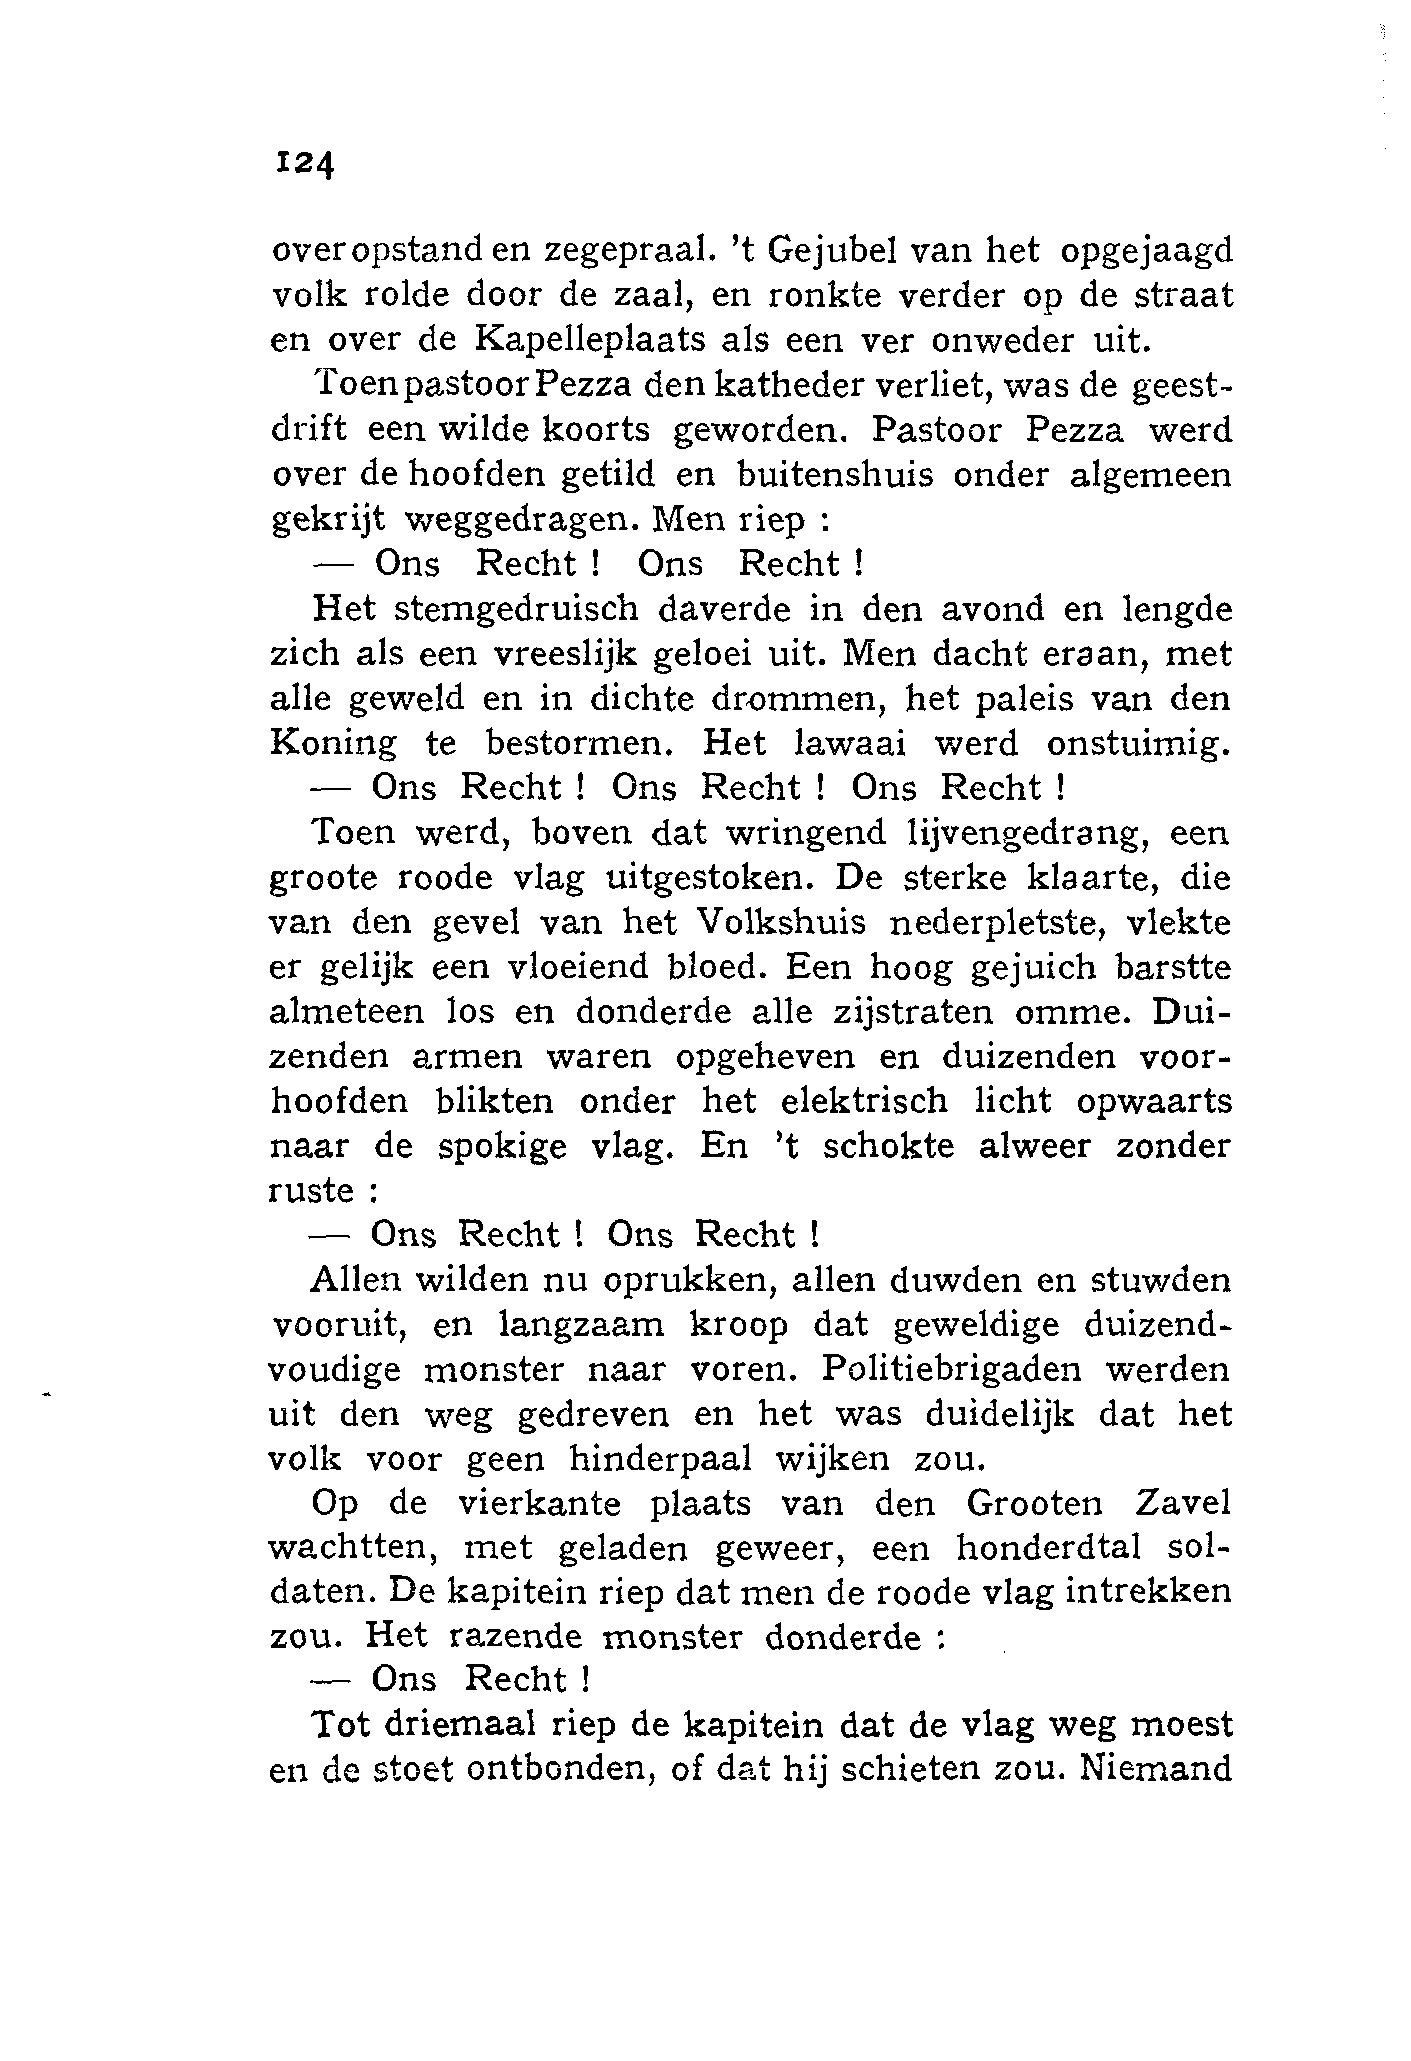 124
over opstand en zegepraal. 't Gejubel van het opgejaagd
volk rolde door de zaal, en ronkte verder op de straat
en over de Kapelleplaats als een ver onweder uit.
Toen pastoor Pezza den katheder verliet, was de geest-
drift een wilde koorts geworden. Pastoor Pezza werd
over de hoofden getild en buitenshuis onder algemeen
gekrijt weggedragen. Men riep :
— Ons Recht ! Ons Recht !
Het stemgedruisch daverde in den avond en lengde
zich als een vreeslijk geloei uit. Men dacht eraan, met
alle geweld en in dichte drommen, het paleis van den
Koning te bestormen. Het lawaai werd onstuimig.
— Ons Recht ! Ons Recht ! Ons Recht !
Toen werd, boven dat wringend lijvengedrang, een
groote roode vlag uitgestoken. De sterke klaarte, die
van den gevel van het Volkshuis nederpletste, vlekte
er gelijk een vloeiend bloed. Een hoog gejuich barstte
almeteen los en donderde alle zijstraten omme. Dui-
zenden armen waren opgeheven en duizenden voor-
hoofden blikten onder het elektrisch licht opwaarts
naar de spokige vlag. En 't schokte alweer zonder
ruste :
— Ons Recht ! Ons Recht !
Allen wilden nu oprukken, allen duwden en stuwden
vooruit, en langzaam kroop dat geweldige duizend-
voudige monster naar voren. Politiebrigaden werden
uit den weg gedreven en het was duidelijk dat het
volk voor geen hinderpaal wijken zou.
Op de vierkante plaats van den Grooten Zavel
wachtten, met geladen geweer, een honderdtal sol-
daten. De kapitein riep dat men de roode vlag intrekken
zou. Het razende monster donderde :
— Ons Recht !
Tot driemaal riep de kapitein dat de vlag weg moest
en de stoet ontbonden, of dat hij schieten zou. Niemand